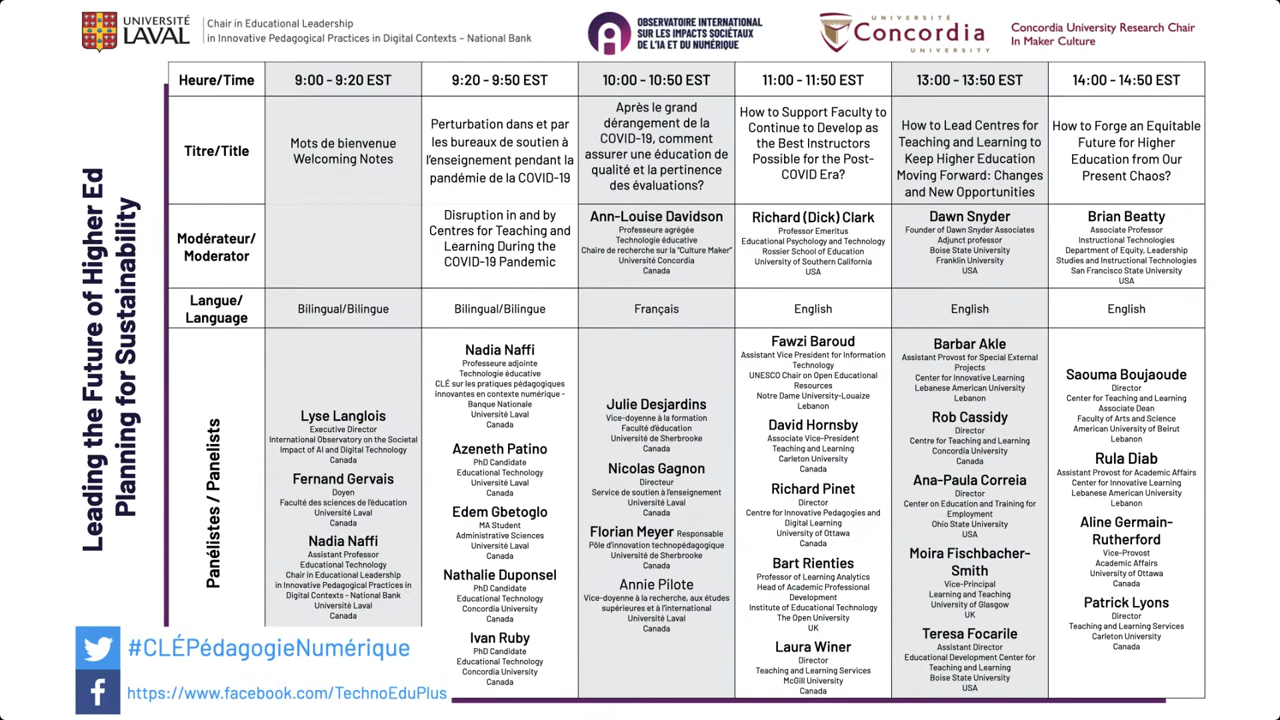 UNIVERSITÉ
LAVAL
Chair in Educational Leadership
in Innovative Pedagogical Practices in Digital Contexts – National Bank
OBSERVATOIRE INTERNATIONAL
SUR LES IMPACTS SOCIÉTAUX
DE L'IA ET DU NUMÉRIQUE
UNIVERSITÉ
Concordia
UNIVERSITY
Concordia University Research Chair
In Maker Culture
Leading the Future of Higher Ed
Planning for Sustainability
Heure/Time
9:00 - 9:20 EST
9:20 - 9:50 EST
10:00 - 10:50 EST
11:00 - 11:50 EST
13:00 - 13:50 EST
14:00 - 14:50 EST
Titre/Title
Mots de bienvenue
Welcoming Notes
Perturbation dans et par
les bureaux de soutien à
l'enseignement pendant la
pandémie de la COVID-19
Après le grand
dérangement de la
COVID-19, comment
assurer une éducation de
qualité et la pertinence
des évaluations?
How to Support Faculty to
Continue to Develop as
the Best Instructors
Possible for the Post-
COVID Era?
How to Lead Centres for
Teaching and Learning to
Keep Higher Education
Moving Forward: Changes
and New Opportunities
How to Forge an Equitable
Future for Higher
Education from Our
Present Chaos?
Modérateur/
Moderator
Disruption in and by
Centres for Teaching and
Learning During the
COVID-19 Pandemic
Ann-Louise Davidson
Professeure agrégée
Technologie éducative
Chaire de recherche sur la "Culture Maker"
Université Concordia
Canada
Richard (Dick) Clark
Professor Emeritus
Educational Psychology and Technology
Rossier School of Education
University of Southern California
USA
Dawn Snyder
Founder of Dawn Snyder Associates
Adjunct professor
Boise State University
Franklin University
USA
Brian Beatty
Associate Professor
Instructional Technologies
Department of Equity, Leadership
Studies and Instructional Technologies
San Francisco State University
USA
Langue/
Language
Bilingual/Bilingue
Bilingual/Bilingue
Français
English
English
English
Panélistes / Panelists
Lyse Langlois
Executive Director
International Observatory on the Societal
Impact of AI and Digital Technology
Canada
Fernand Gervais
Doyen
Faculté des sciences de l'éducation
Université Laval
Canada
Nadia Naffi
Assistant Professor
Educational Technology
Chair in Educational Leadership
in Innovative Pedagogical Practices in
Digital Contexts - National Bank
Université Laval
Canada
Nadia Naffi
Professeure adjointe
Technologie éducative
CLÉ sur les pratiques pédagogiques
innovantes en contexte numérique -
Banque Nationale
Université Laval
Canada
Azeneth Patino
PhD Candidate
Educational Technology
Université Laval
Canada
Edem Gbetoglo
MA Student
Administrative Sciences
Université Laval
Canada
Nathalie Duponsel
PhD Candidate
Educational Technology
Concordia University
Canada
Ivan Ruby
PhD Candidate
Educational Technology
Concordia University
Canada
Julie Desjardins
Vice-doyenne à la formation
Faculté d'éducation
Université de Sherbrooke
Canada
Nicolas Gagnon
Directeur
Service de soutien à l'enseignement
Université Laval
Canada
Florian Meyer Responsable
Pôle d'innovation technopédagogique
Université de Sherbrooke
Canada
Annie Pilote
Vice-doyenne à la recherche, aux études
supérieures et à l'international
Université Laval
Canada
Fawzi Baroud
Assistant Vice President for Information
Technology
UNESCO Chair on Open Educational
Resources
Notre Dame University-Louaize
Lebanon
David Hornsby
Associate Vice-President
Teaching and Learning
Carleton University
Canada
Richard Pinet
Director
Centre for Innovative Pedagogies and
Digital Learning
University of Ottawa
Canada
Bart Rienties
Professor of Learning Analytics
Head of Academic Professional
Development
Institute of Educational Technology
The Open University
UK
Laura Winer
Director
Teaching and Learning Services
McGill University
Canada
Barbar Akle
Assistant Provost for Special External
Projects
Center for Innovative Learning
Lebanese American University
Lebanon
Rob Cassidy
Director
Centre for Teaching and Learning
Concordia University
Canada
Ana-Paula Correia
Director
Center on Education and Training for
Employment
Ohio State University
USA
Moira Fischbacher-
Smith
Vice-Principal
Learning and Teaching
University of Glasgow
UK
Teresa Focarile
Assistant Director
Educational Development Center for
Teaching and Learning
Boise State University
USA
Saouma Boujaoude
Director
Center for Teaching and Learning
Associate Dean
Faculty of Arts and Science
American University of Beirut
Lebanon
Rula Diab
Assistant Provost for Academic Affairs
Center for Innovative Learning
Lebanese American University
Lebanon
Aline Germain-
Rutherford
Vice-Provost
Academic Affairs
University of Ottawa
Canada
Patrick Lyons
Director
Teaching and Learning Services
Carleton University
Canada
#CLÉPédagogieNumérique
https://www.facebook.com/TechnoEduPlus